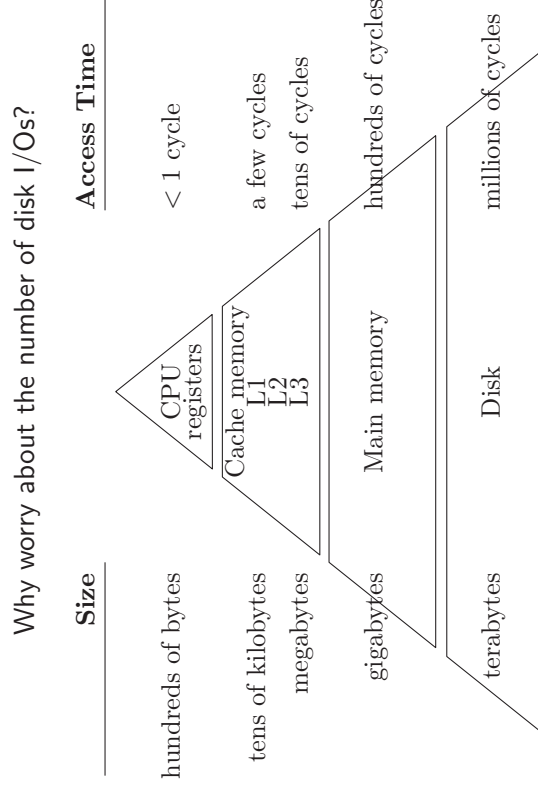 Why worry about the number of disk I/Os?
Size Access Time
hundreds of bytes CPU registers < 1 cycle
Cache memory
tens of kilobytes L1 a few cycles
L2
megabytes L3 tens of cycles
gigabytes Main memory hundreds of cycles
terabytes Disk millions of cycles